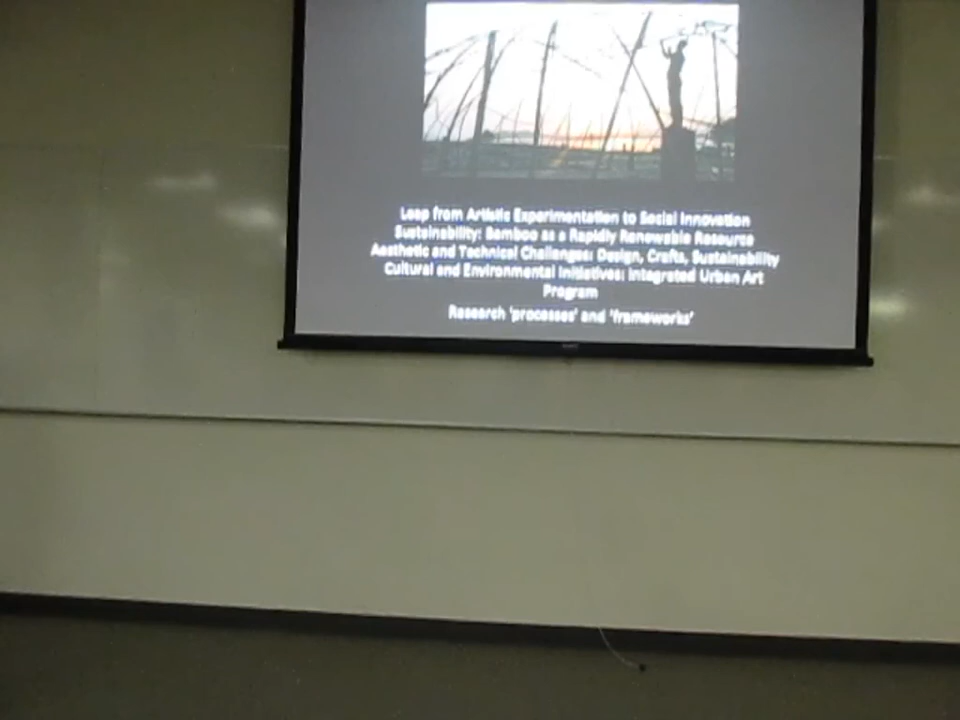 Leap from Artistic Experimentation to Social Innovation
Sustainability: Bamboo as a Rapidly Renewable Resource
Aesthetic and Technical Challenges: Design, Crafts, Sustainability
Cultural and Environmental Initiatives: Integrated Urban Art
Program
Research 'processes' and 'frameworks'